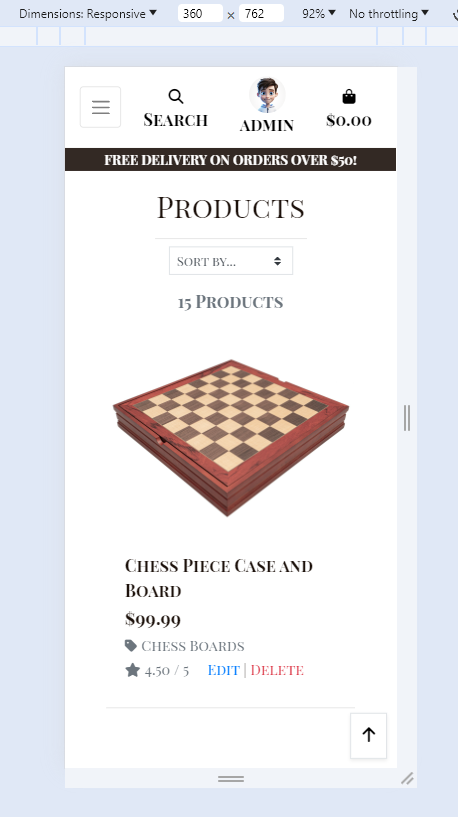 Dimensions: Responsive 360 × 762 92% No throttling
Search ADMIN $0.00
FREE DELIVERY ON ORDERS OVER $50!
Products
Sort by...
15 Products
Chess Piece Case and
Board
$99.99
Chess Boards
4.50 / 5 Edit | Delete